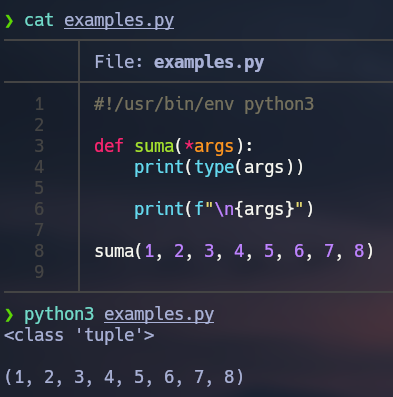 ❯ cat examples.py
File: examples.py
1 #!/usr/bin/env python3
2
3 def suma(*args):
4     print(type(args))
5
6     print(f"\n{args}")
7
8 suma(1, 2, 3, 4, 5, 6, 7, 8)
9
❯ python3 examples.py
<class 'tuple'>
(1, 2, 3, 4, 5, 6, 7, 8)